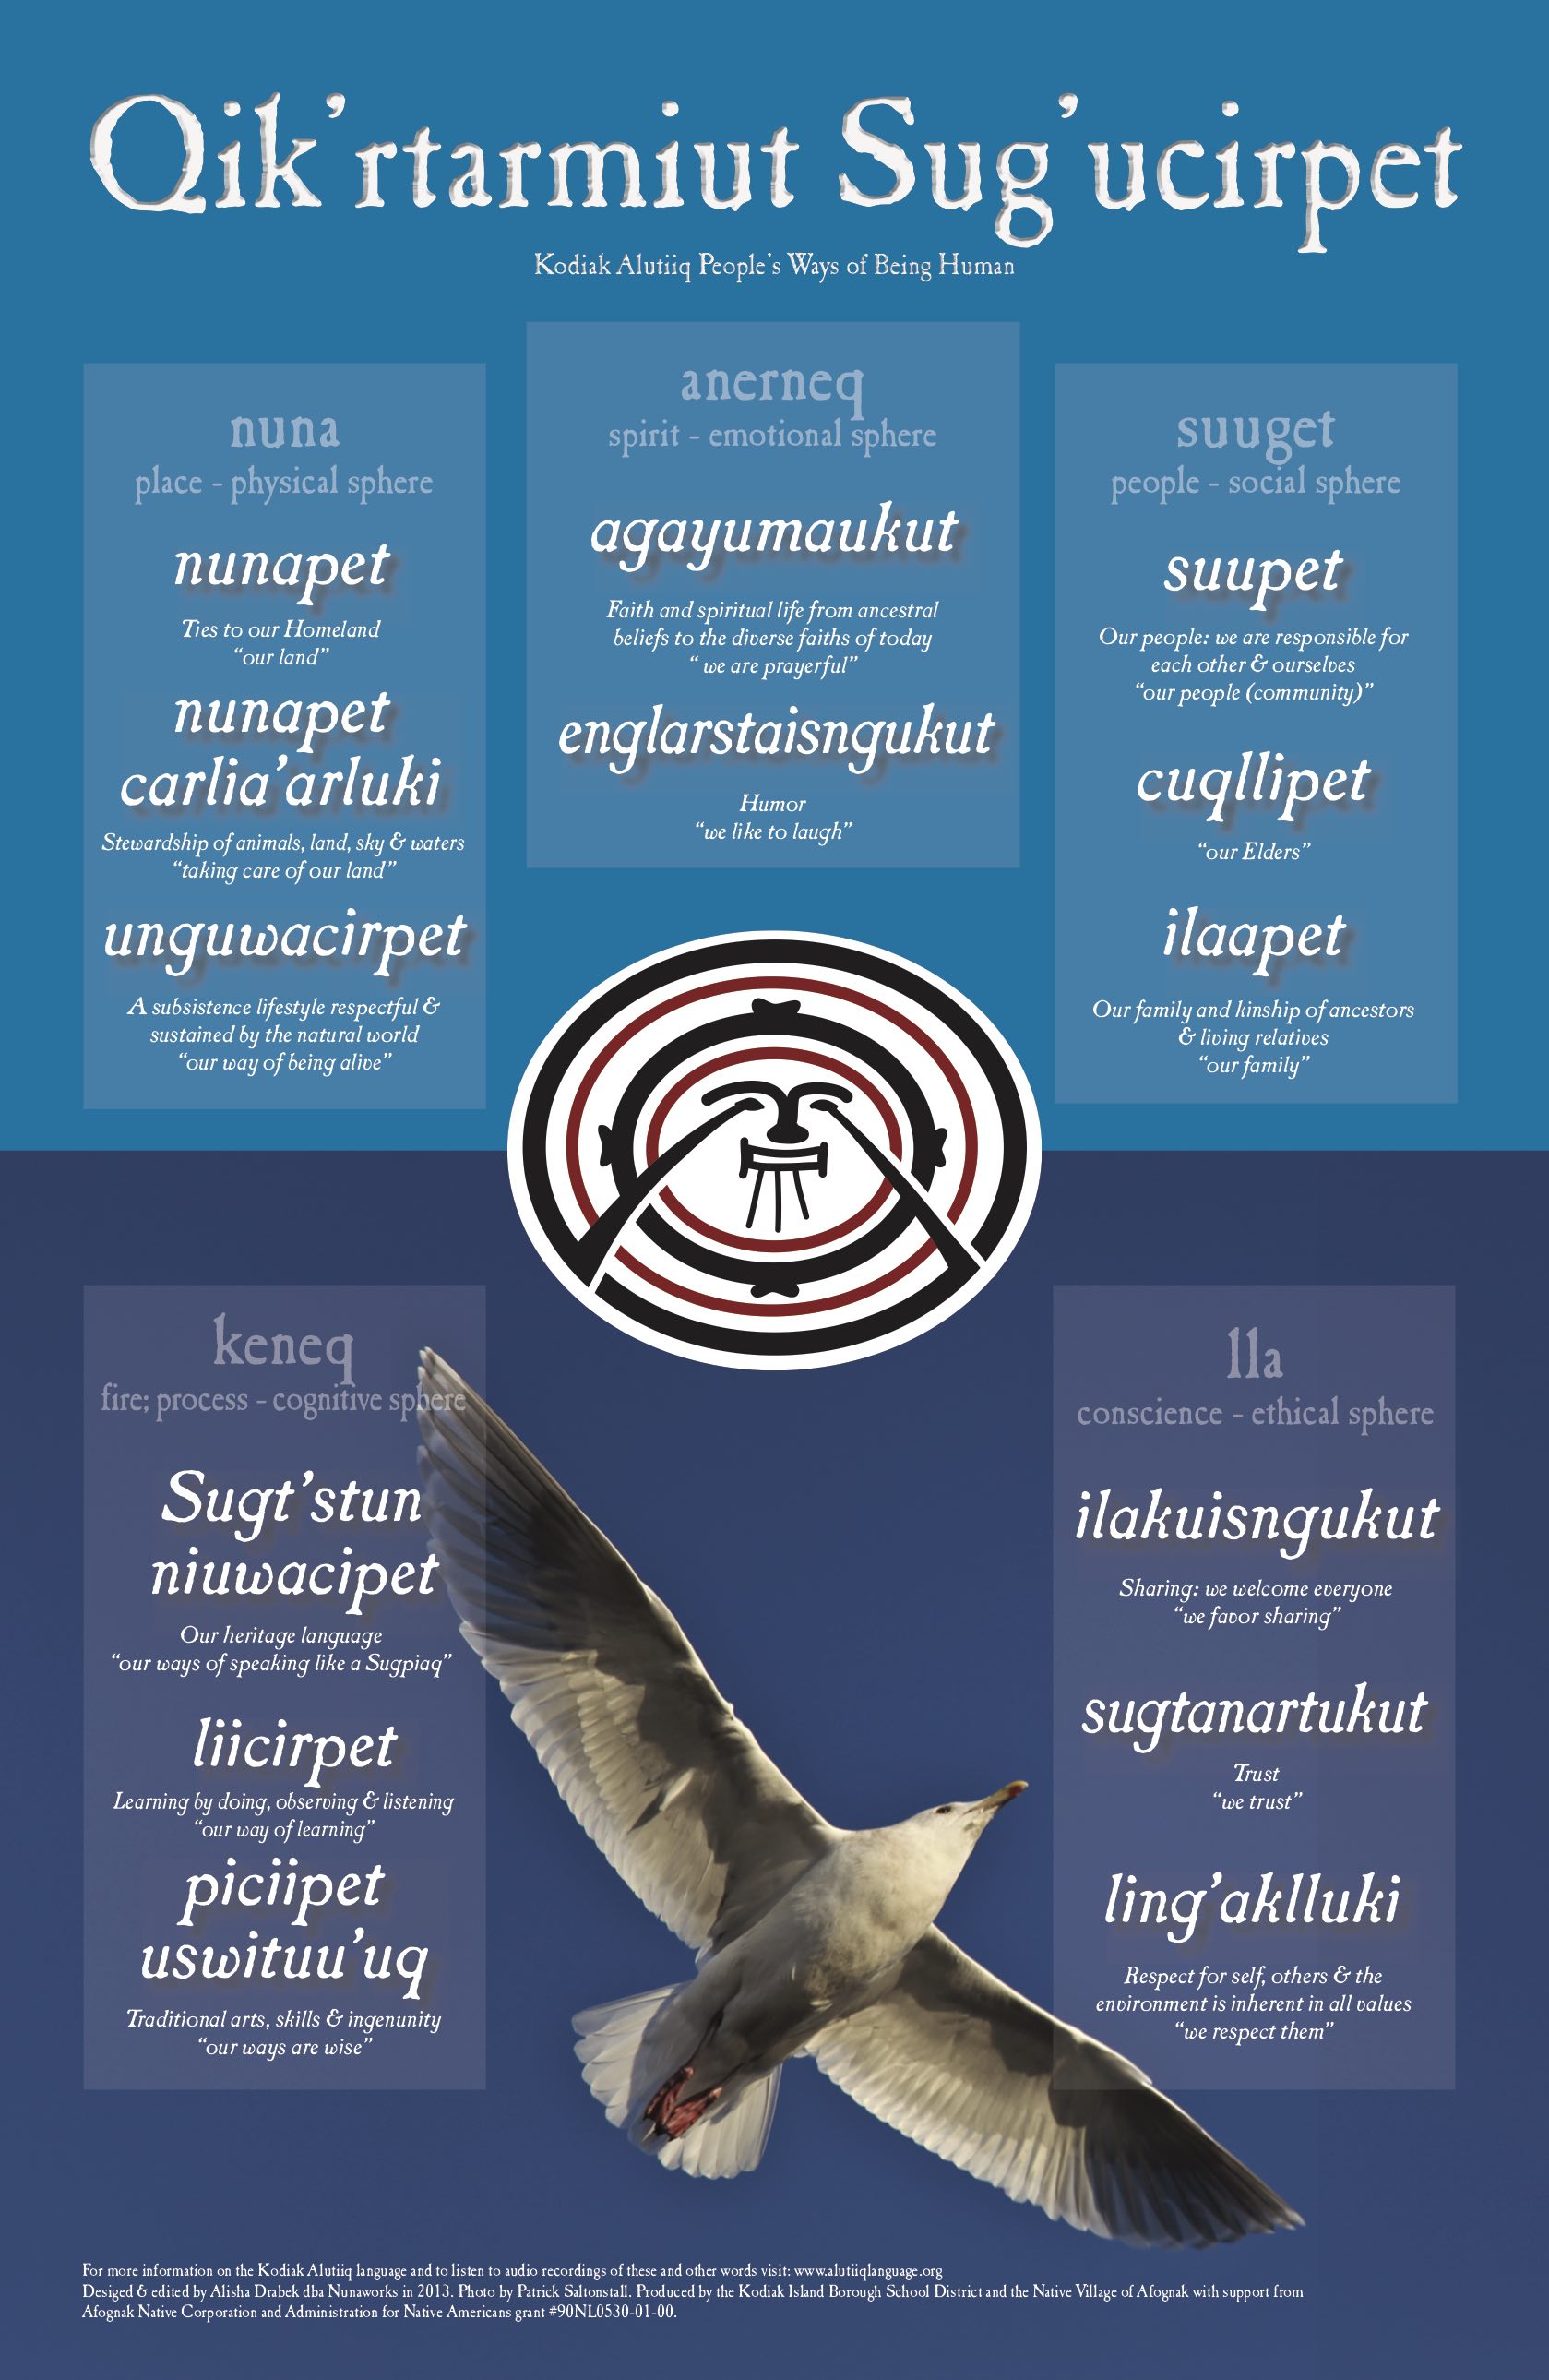 Qik’rtarmiut Sug’ucirpet
Kodiak Alutiiq People’s Ways of Being Human
nuna
place - physical sphere
nunapet
Ties to our Homeland
“our land”
nunapet
carlia’arluki
Stewardship of animals, land, sky & waters
“taking care of our land”
unguwacirpet
A subsistence lifestyle respectful &
sustained by the natural world
“our way of being alive”
anerneq
spirit - emotional sphere
agayumaukut
Faith and spiritual life from ancestral
beliefs to the diverse faiths of today
“ we are prayerful”
englarstaisngukut
Humor
“we like to laugh”
suuget
people - social sphere
suupet
Our people: we are responsible for
each other & ourselves
“our people (community)”
cuqllipet
“our Elders”
ilaapet
Our family and kinship of ancestors
& living relatives
“our family”
keneq
fire; process - cognitive sphere
Sugt’stun
niuwacipet
Our heritage language
“our ways of speaking like a Sugpiaq”
liicirpet
Learning by doing, observing & listening
“our way of learning”
piciipet
uswituu’uq
Traditional arts, skills & ingenunity
“our ways are wise”
lla
conscience - ethical sphere
ilakuisngukut
Sharing: we welcome everyone
“we favor sharing”
sugtanartukut
Trust
“we trust”
ling’aklluki
Respect for self, others & the
environment is inherent in all values
“we respect them”
For more information on the Kodiak Alutiiq language and to listen to audio recordings of these and other words visit: www.alutiiqlanguage.org
Desiged & edited by Alisha Drabek dba Nunaworks in 2013. Photo by Patrick Saltonstall. Produced by the Kodiak Island Borough School District and the Native Village of Afognak with support from
Afognak Native Corporation and Administration for Native Americans grant #90NL0530-01-00.